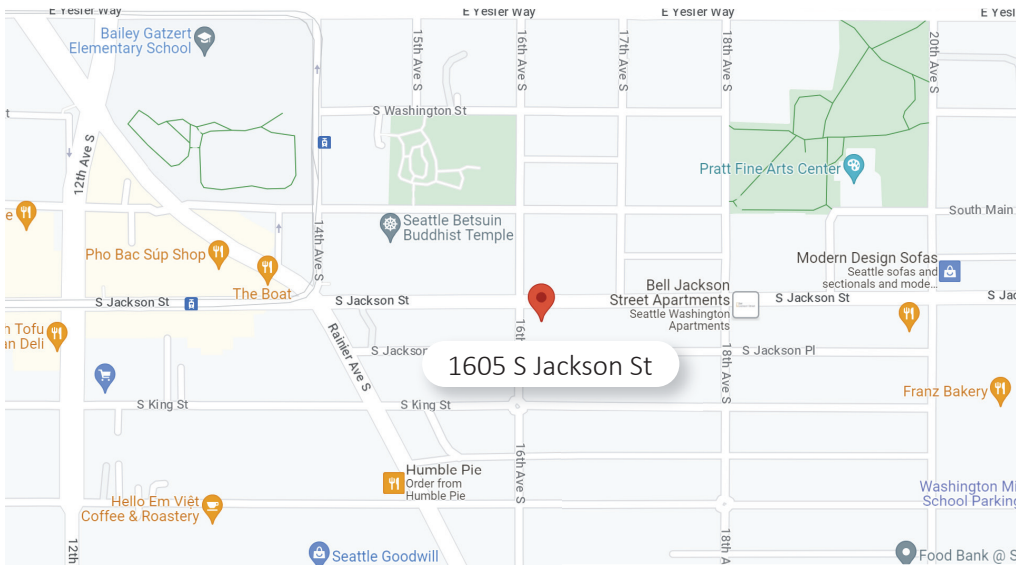 E Yesler Way
E Yesler Way
E Yesler Way
E Yesl
Bailey Gatzert
Elementary School
15th Ave S
16th Ave S
17th Ave S
18th Ave S
20th Ave S
S Washington St
12th Ave S
Pratt Fine Arts Center
South Main
Seattle Betsuin
Buddhist Temple
14th Ave S
Pho Bac Súp Shop
The Boat
Modern Design Sofas
Seattle sofas and
sectionals and mode...
Bell Jackson
Street Apartments
Seattle Washington
Apartments
S Jackson St
S Jackson St
S Jackson St
S Jac
n Tofu
an Deli
Rainier Ave S
16th
S Jackson
1605 S Jackson St
18th Ave S
S Jackson Pl
Franz Bakery
S King St
S King St
16th Ave S
Humble Pie
Order from
Humble Pie
Hello Em Việt
Coffee & Roastery
Washington Mi
School Parking
12th
Seattle Goodwill
18th A
Food Bank @ S